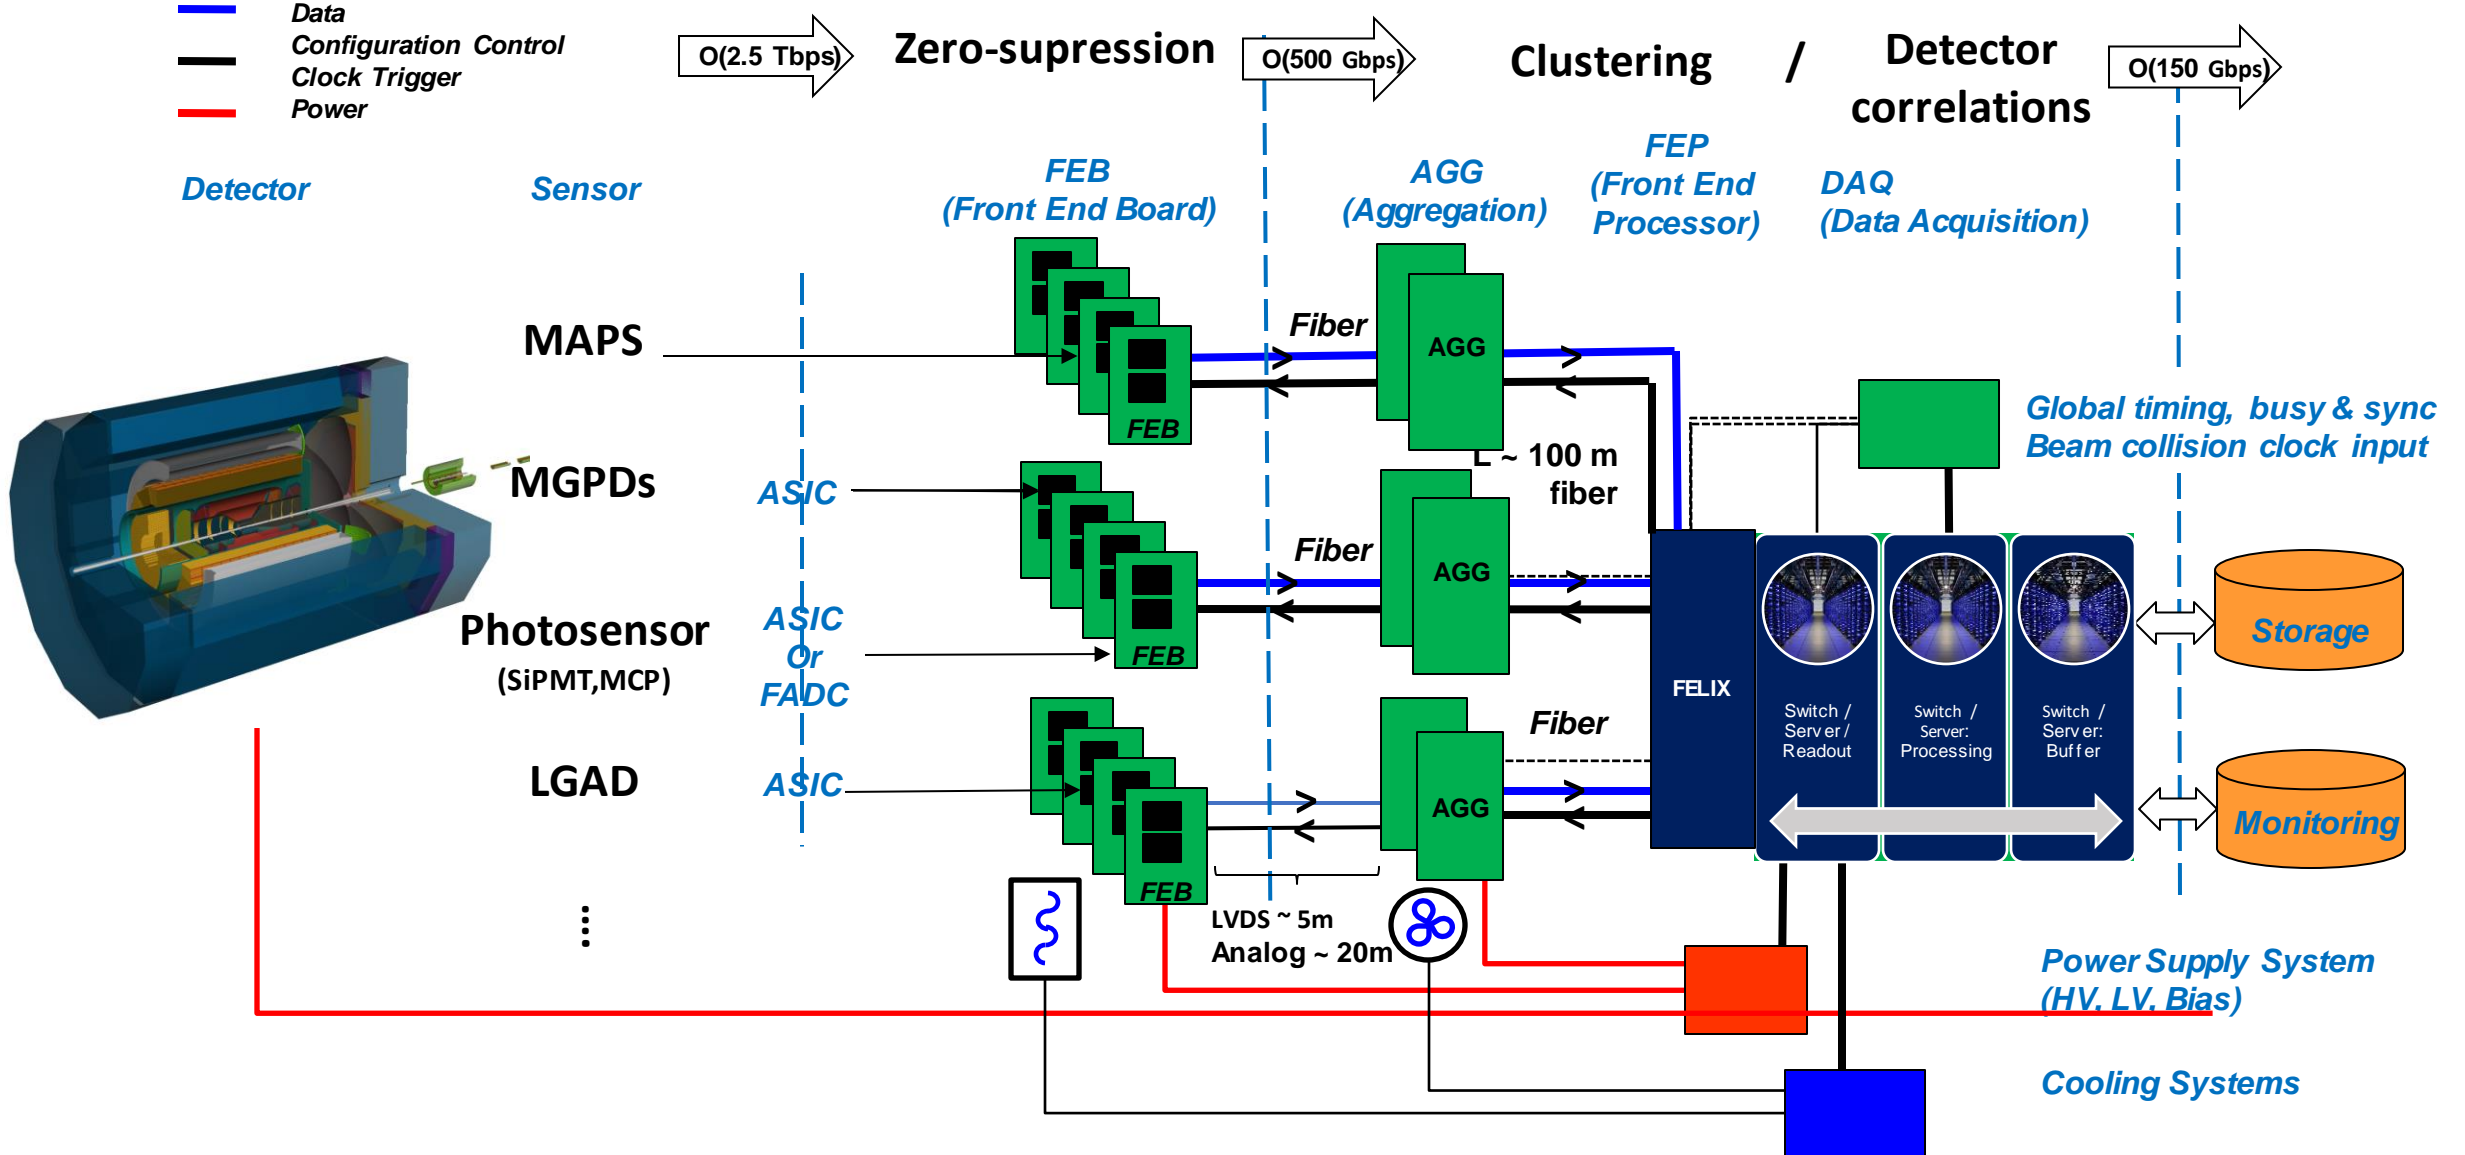 Data
Configuration Control
Clock Trigger
Power
O(2.5 Tbps)
Zero-supression
O(500 Gbps)
Clustering / Detector
correlations
O(150 Gbps)
Detector
Sensor
FEB
(Front End Board)
AGG
(Aggregation)
FEP
(Front End
Processor)
DAQ
(Data Acquisition)
MAPS
Fiber
AGG
FEB
Global timing, busy & sync
Beam collision clock input
L ~ 100 m
fiber
MGPDs
ASIC
Fiber
AGG
FEB
Photosensor
(SiPMT,MCP)
ASIC
Or
FADC
FELIX
Switch /
Server/
Readout
Switch /
Server:
Processing
Switch /
Server:
Buffer
Storage
Fiber
LGAD
ASIC
AGG
FEB
Monitoring
LVDS ~ 5m
Analog ~ 20m
Power Supply System
(HV, LV, Bias)
Cooling Systems